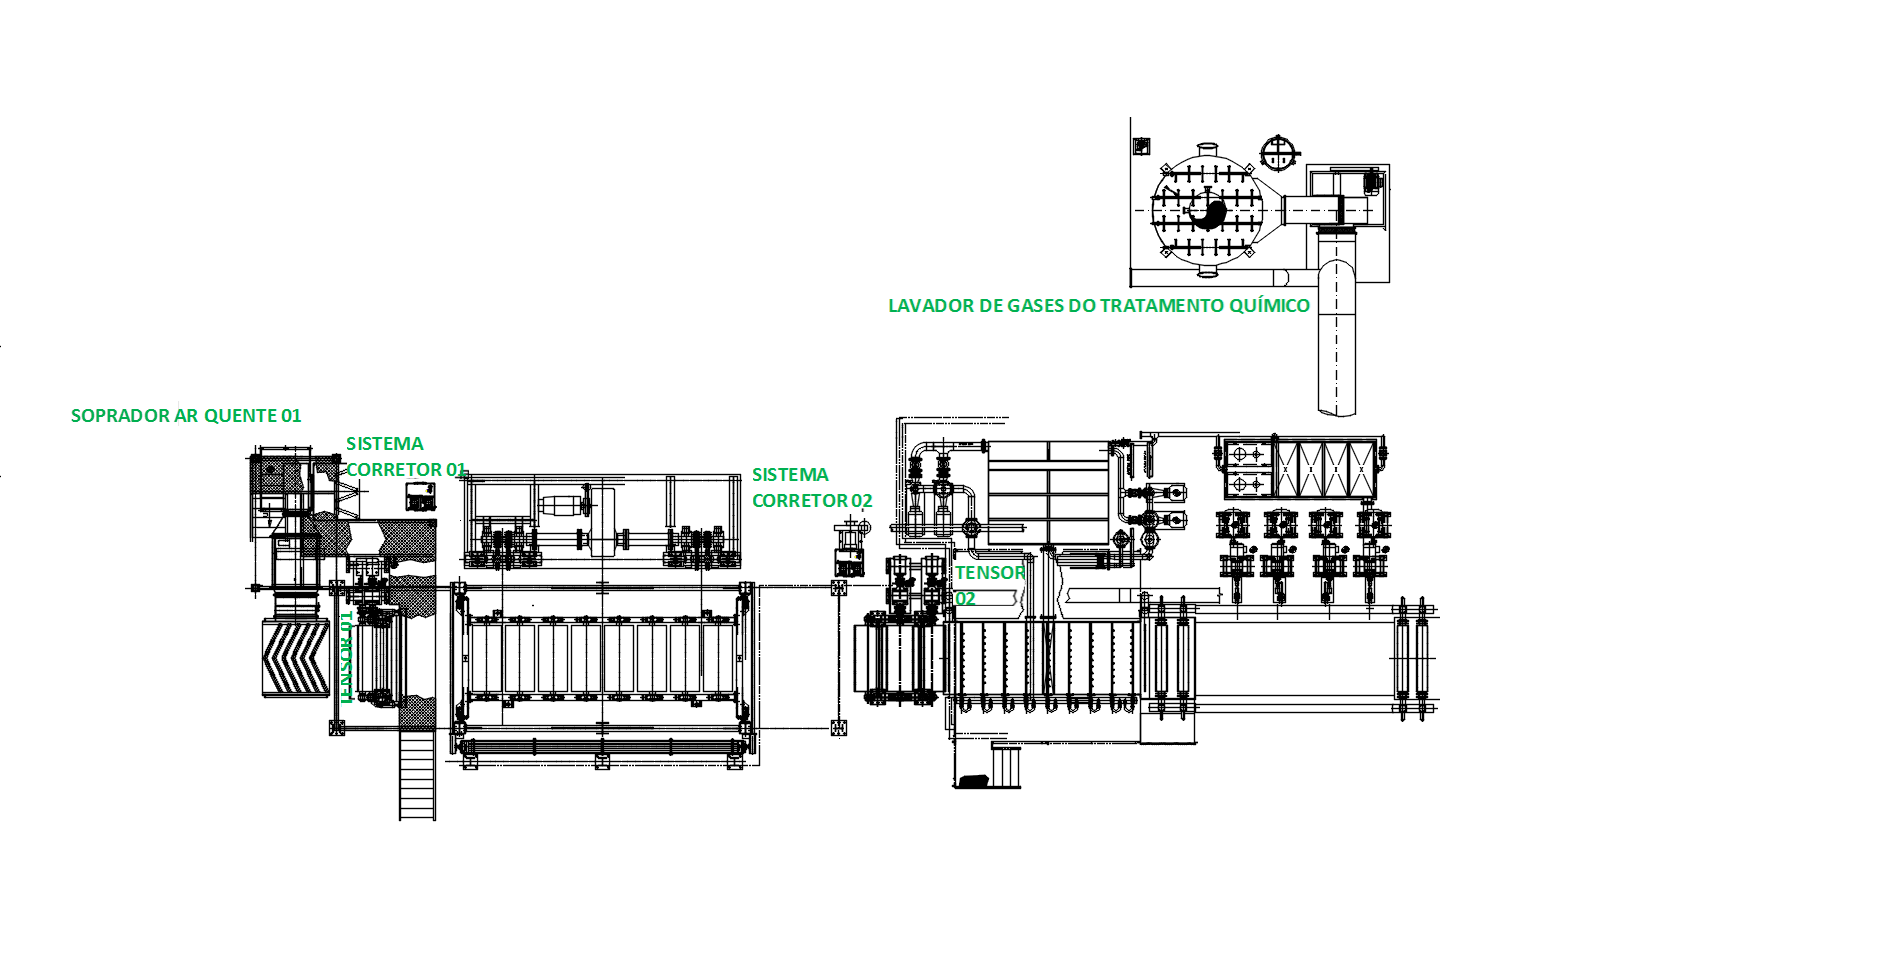 LAVADOR DE GASES DO TRATAMENTO QUÍMICO
SOPRADOR AR QUENTE 01
SISTEMA
CORRETOR 01
SISTEMA
CORRETOR 02
TENSOR
02
TENSOR 01